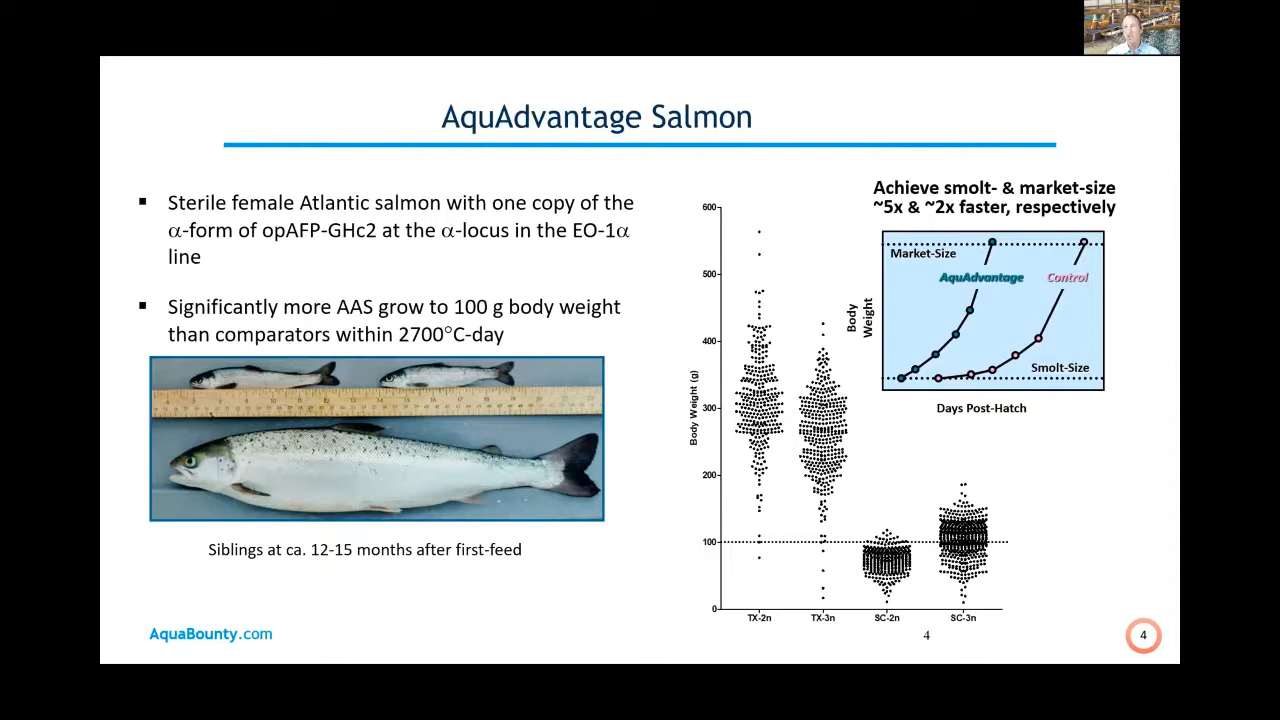 AquAdvantage Salmon
▪ Sterile female Atlantic salmon with one copy of the
α-form of opAFP-GHc2 at the α-locus in the EO-1α
line
▪ Significantly more AAS grow to 100 g body weight
than comparators within 2700°C-day
Siblings at ca. 12-15 months after first-feed
AquaBounty.com
Achieve smolt- & market-size
~5x & ~2x faster, respectively
Market-Size
AquAdvantage
Control
Body
Weight
Smolt-Size
Days Post-Hatch
600
500
400
300
200
100
0
Body Weight (g)
TX-2n
TX-3n
SC-2n
SC-3n
4
4